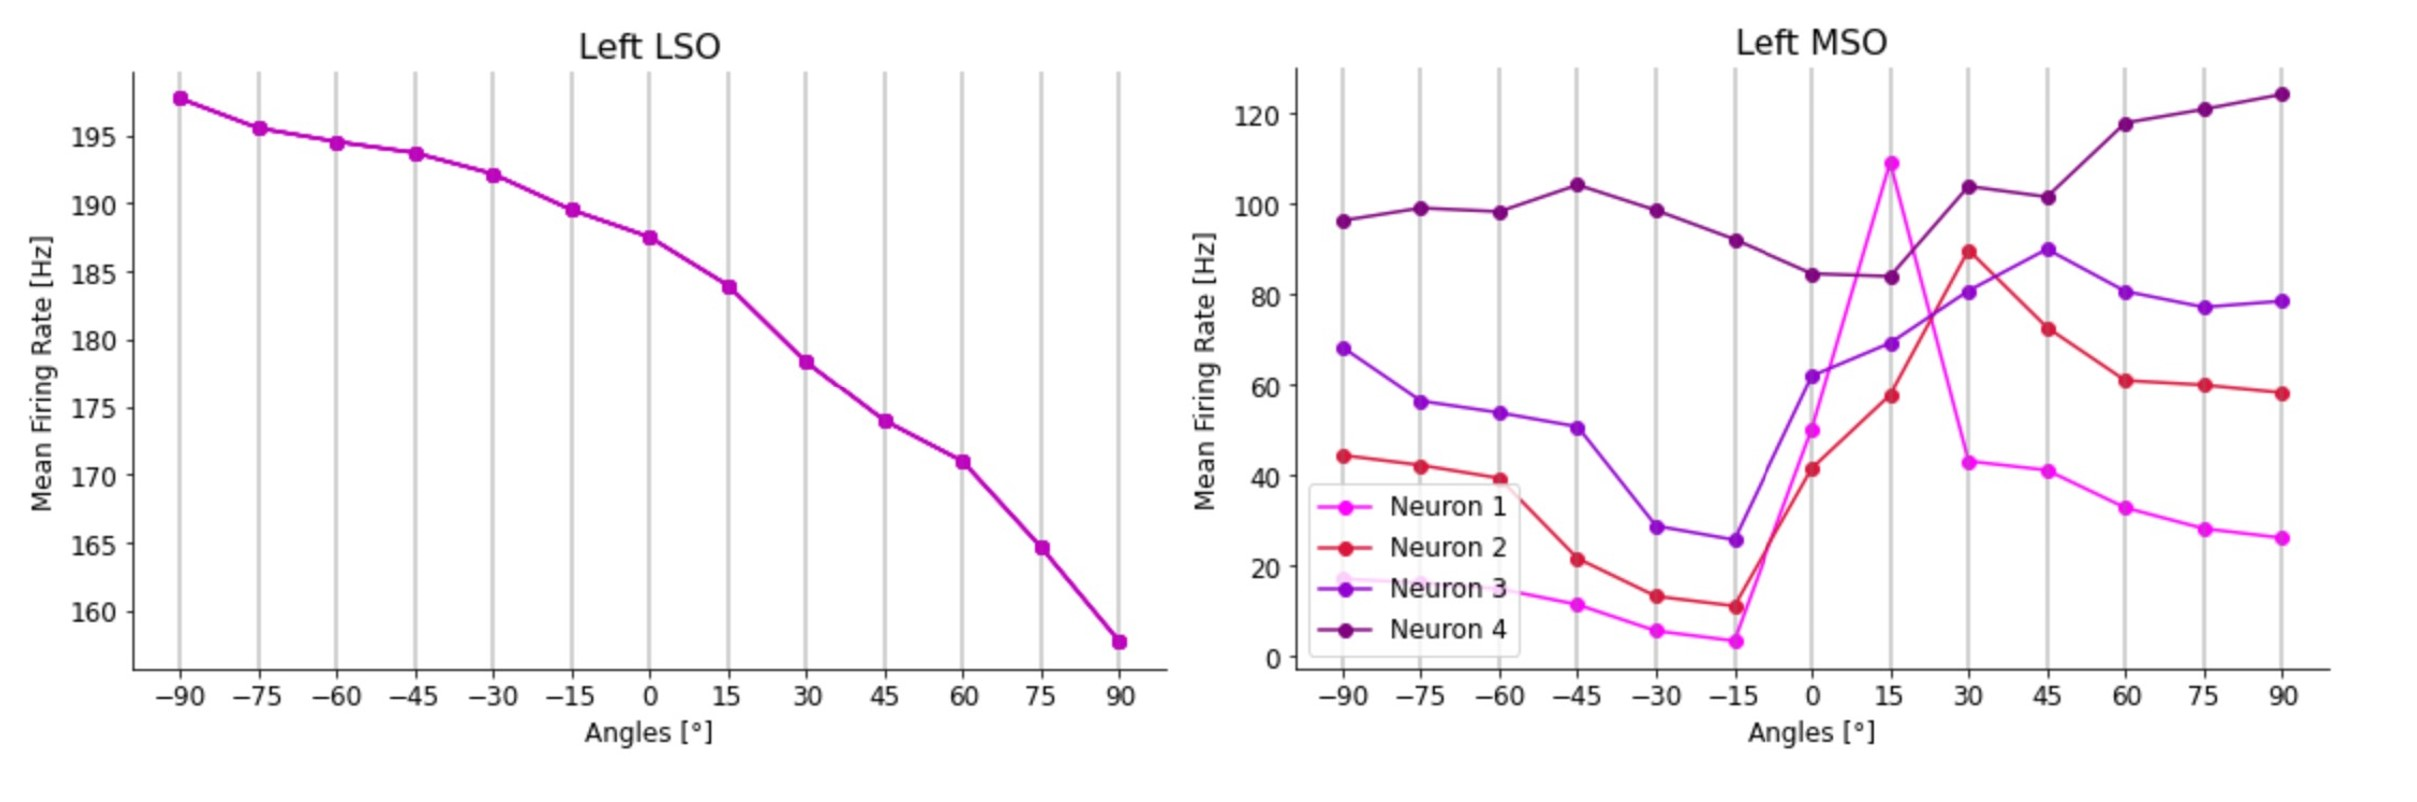 Left LSO
Mean Firing Rate [Hz]
195
190
185
180
175
170
165
160
−90 −75 −60 −45 −30 −15 0 15 30 45 60 75 90
Angles [°]
Left MSO
Mean Firing Rate [Hz]
120
100
80
60
40
20
0
Neuron 1
Neuron 2
Neuron 3
Neuron 4
−90 −75 −60 −45 −30 −15 0 15 30 45 60 75 90
Angles [°]